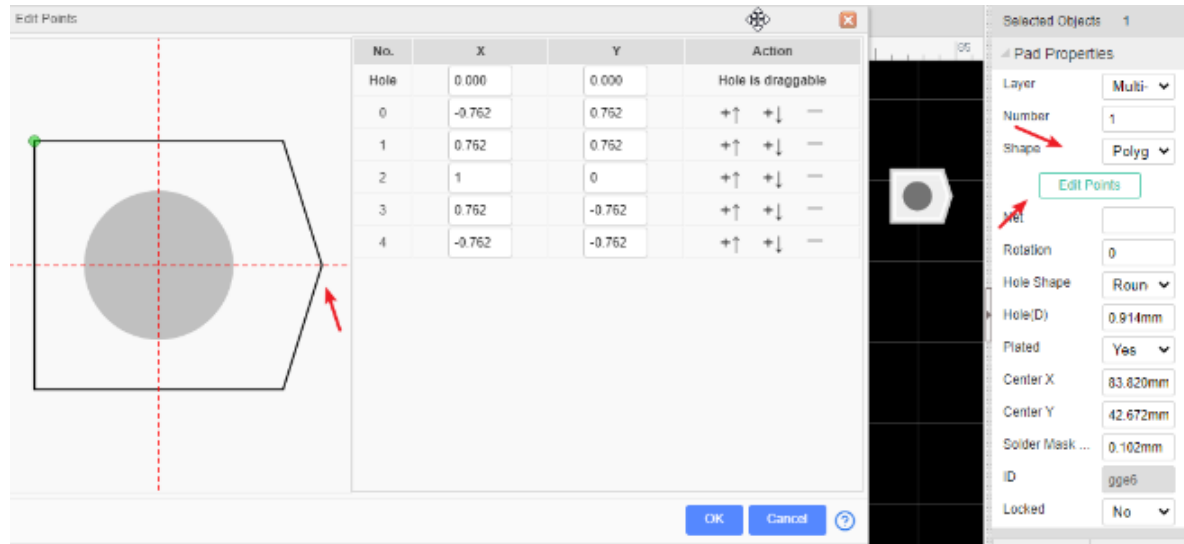 Edit Points
No. X Y Action
Hole 0.000 0.000 Hole is draggable
0 -0.762 0.762
1 0.762 0.762
2 1 0
3 0.762 -0.762
4 -0.762 -0.762
OK Cancel ?
Selected Objects 1
Pad Properties
Layer Multi-
Number 1
Shape Polyg
Edit Points
Net
Rotation 0
Hole Shape Roun
Hole(D) 0.914mm
Plated Yes
Center X 83.820mm
Center Y 42.672mm
Solder Mask ... 0.102mm
ID gge6
Locked No